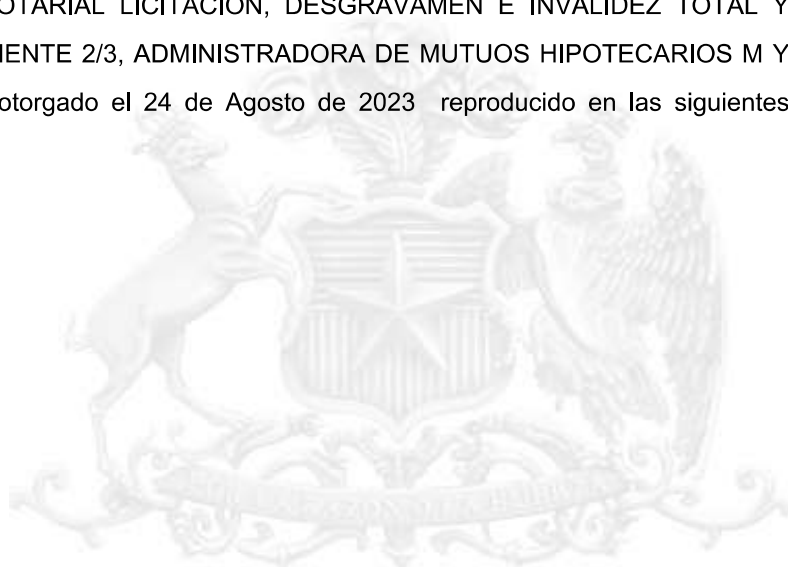 OTARIAL LICITACIÓN, DESGRAVAMEN E INVALIDEZ TOTAL Y
IENTE 2/3, ADMINISTRADORA DE MUTUOS HIPOTECARIOS M Y
otorgado el 24 de Agosto de 2023 reproducido en las siguientes